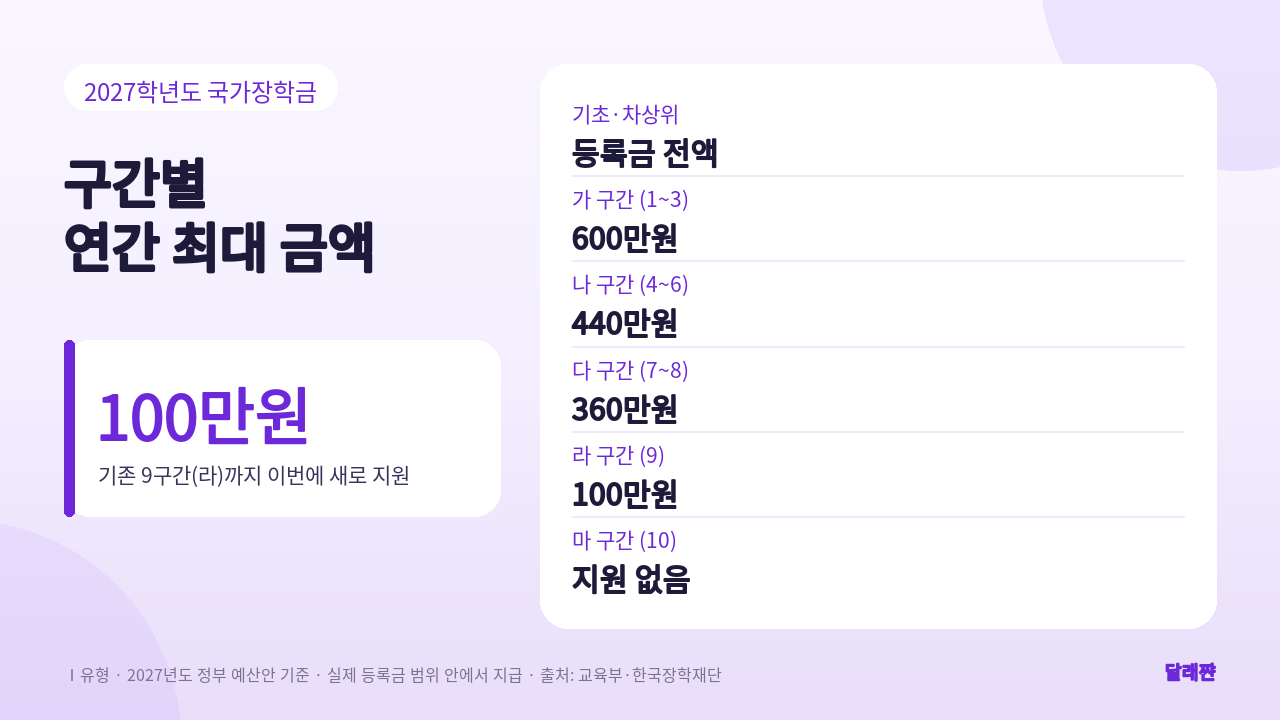 2027학년도 국가장학금
구간별
연간 최대 금액
100만원
기존 9구간(라)까지 이번에 새로 지원
기초·차상위
등록금 전액
가 구간 (1~3)
600만원
나 구간 (4~6)
440만원
다 구간 (7~8)
360만원
라 구간 (9)
100만원
마 구간 (10)
지원 없음
Ⅰ유형 · 2027년도 정부 예산안 기준 · 실제 등록금 범위 안에서 지급 · 출처: 교육부·한국장학재단
달래쨘